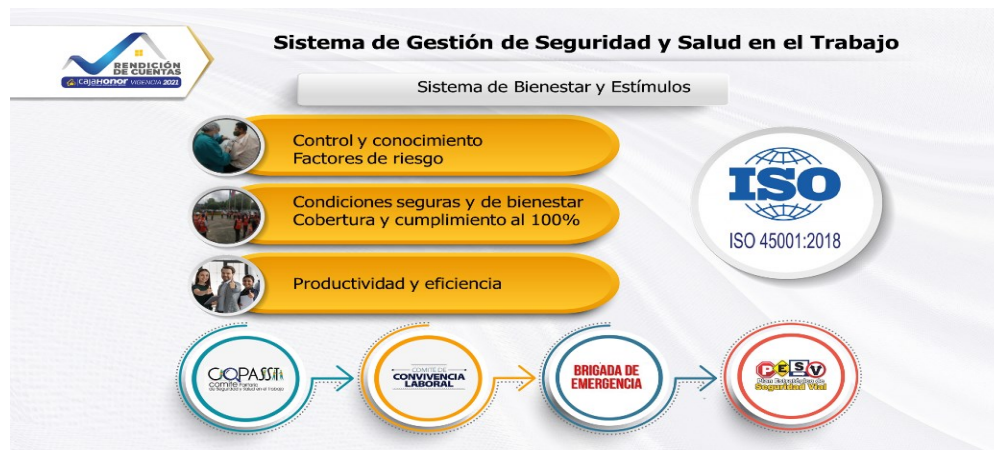 RENDICIÓN
DE CUENTAS
CAJAHONOR VIGENCIA 2021
Sistema de Gestión de Seguridad y Salud en el Trabajo
Sistema de Bienestar y Estímulos
Control y conocimiento
Factores de riesgo
Condiciones seguras y de bienestar
Cobertura y cumplimiento al 100%
Productividad y eficiencia
ISO
ISO 45001:2018
COPASST
Comité Paritario
de Seguridad y Salud en el Trabajo
COMITÉ DE
CONVIVENCIA
LABORAL
BRIGADA DE
EMERGENCIA
PESV
Plan Estratégico de
Seguridad Vial